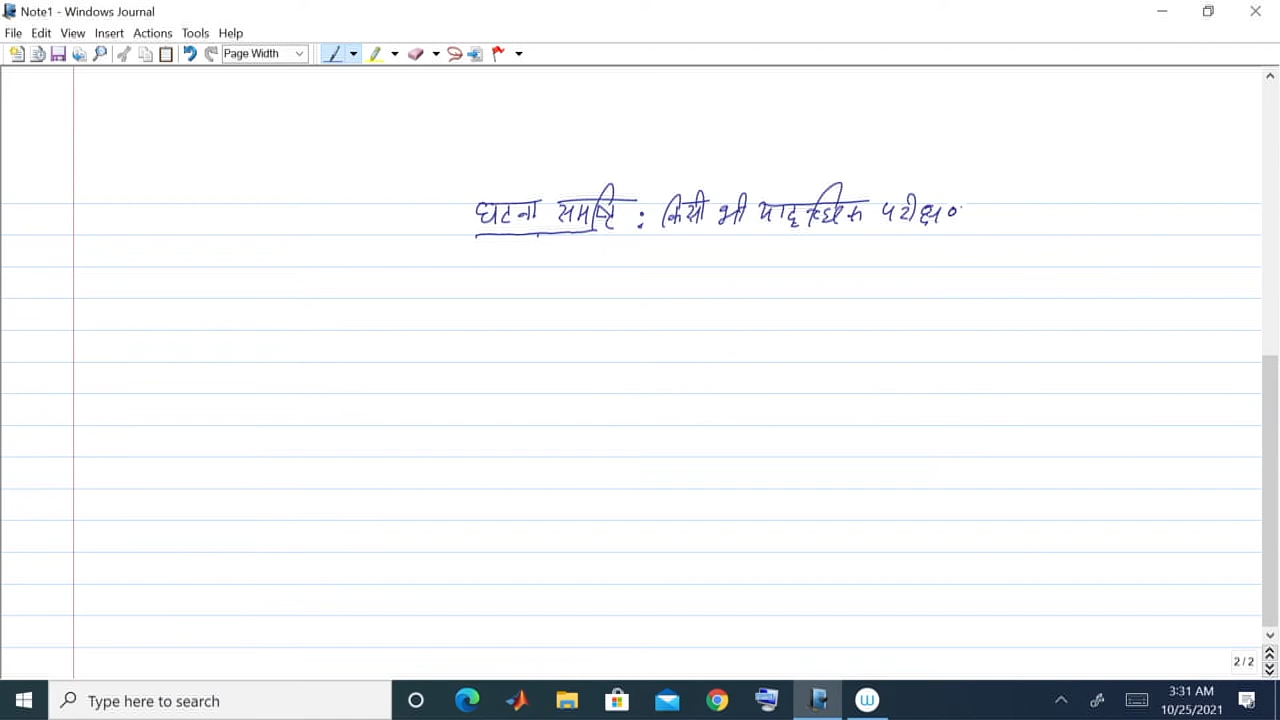 Note1 - Windows Journal
File Edit View Insert Actions Tools Help
Page Width
घटना समष्टि : किसी भी यादृच्छिक परीक्षण
2 / 2
Type here to search
W
3:31 AM
10/25/2021